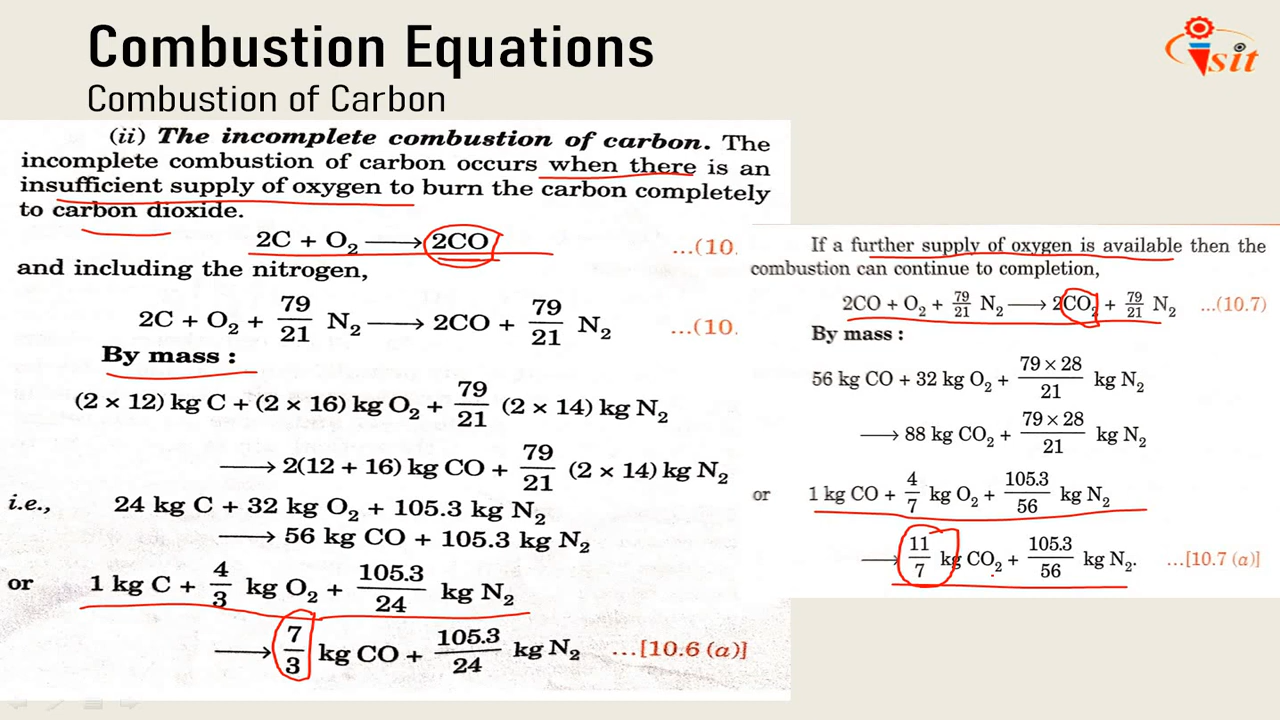 Combustion Equations
Combustion of Carbon
isit
(ii) The incomplete combustion of carbon. The
incomplete combustion of carbon occurs when there is an
insufficient supply of oxygen to burn the carbon completely
to carbon dioxide.
2C + O₂ ⟶ 2CO ...(10.
and including the nitrogen,
2C + O₂ + 79/21 N₂ ⟶ 2CO + 79/21 N₂ ...(10.
By mass :
(2 × 12) kg C + (2 × 16) kg O₂ + 79/21 (2 × 14) kg N₂
⟶ 2(12 + 16) kg CO + 79/21 (2 × 14) kg N₂
i.e., 24 kg C + 32 kg O₂ + 105.3 kg N₂
⟶ 56 kg CO + 105.3 kg N₂
or 1 kg C + 4/3 kg O₂ + 105.3/24 kg N₂
⟶ 7/3 kg CO + 105.3/24 kg N₂ ...[10.6 (a)]
If a further supply of oxygen is available then the
combustion can continue to completion,
2CO + O₂ + 79/21 N₂ ⟶ 2CO₂ + 79/21 N₂ ...(10.7)
By mass :
56 kg CO + 32 kg O₂ + 79 × 28/21 kg N₂
⟶ 88 kg CO₂ + 79 × 28/21 kg N₂
or 1 kg CO + 4/7 kg O₂ + 105.3/56 kg N₂
⟶ 11/7 kg CO₂ + 105.3/56 kg N₂. ...[10.7 (a)]